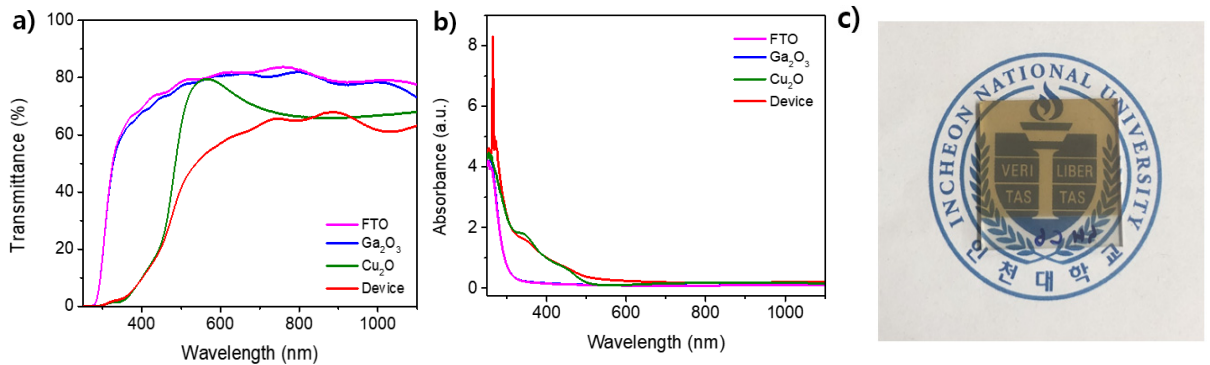 a)
100
80
60
40
20
0
400
600
800
1000
Transmittance (%)
Wavelength (nm)
FTO
Ga₂O₃
Cu₂O
Device
b)
8
6
4
2
0
400
600
800
1000
Absorbance (a.u.)
Wavelength (nm)
FTO
Ga₂O₃
Cu₂O
Device
c)
INCHEON NATIONAL UNIVERSITY
VERI LIBER
TAS TAS
인천대학교